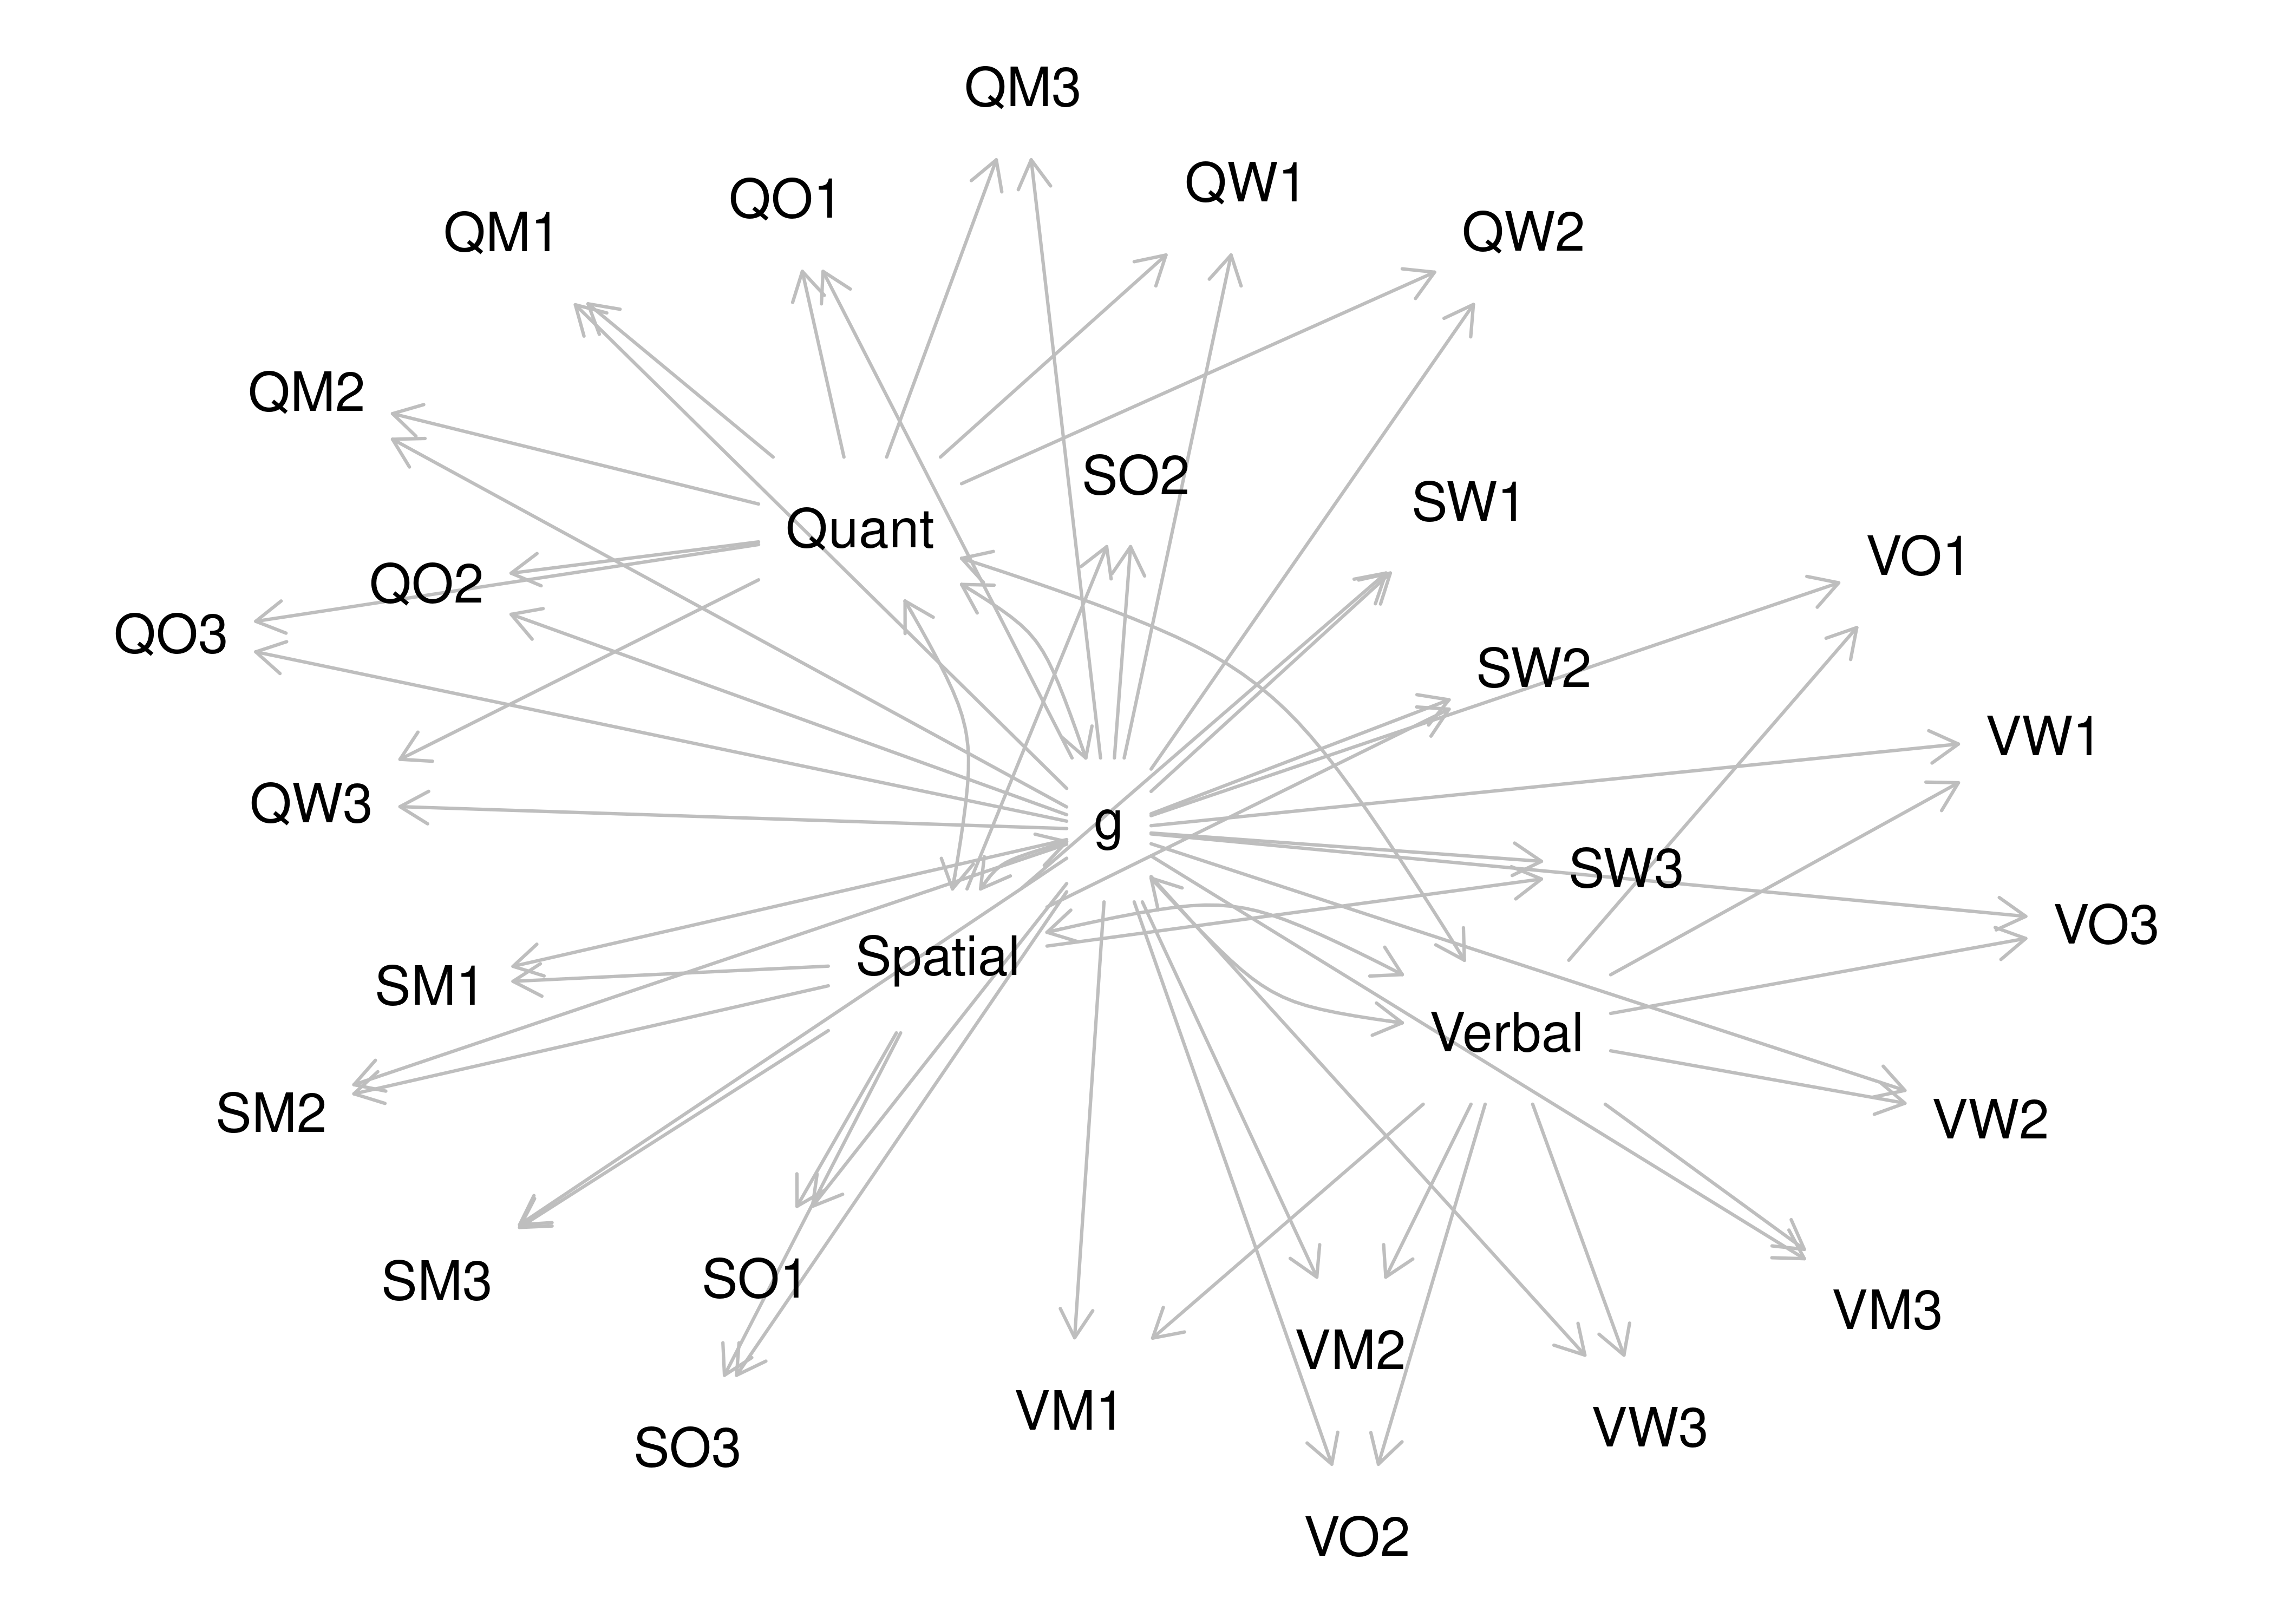 QM3
QW1
QO1
QM1
QW2
QM2
SO2
SW1
Quant
VO1
QO2
QO3
SW2
VW1
QW3
g
SW3
VO3
Spatial
SM1
Verbal
SM2
VW2
SM3
SO1
VM3
VM2
VM1
VW3
SO3
VO2